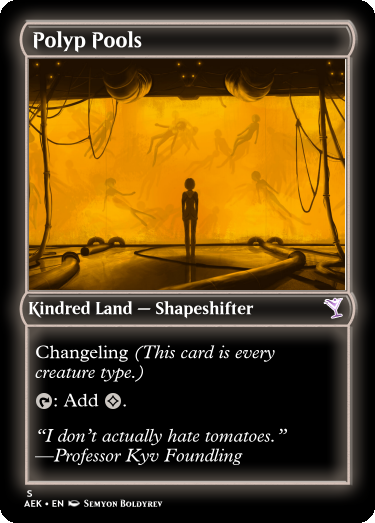 Polyp Pools
Kindred Land — Shapeshifter
Changeling (This card is every
creature type.)
: Add .
“I don’t actually hate tomatoes.”
—Professor Kyv Foundling
S
AEK • EN Semyon Boldyrev